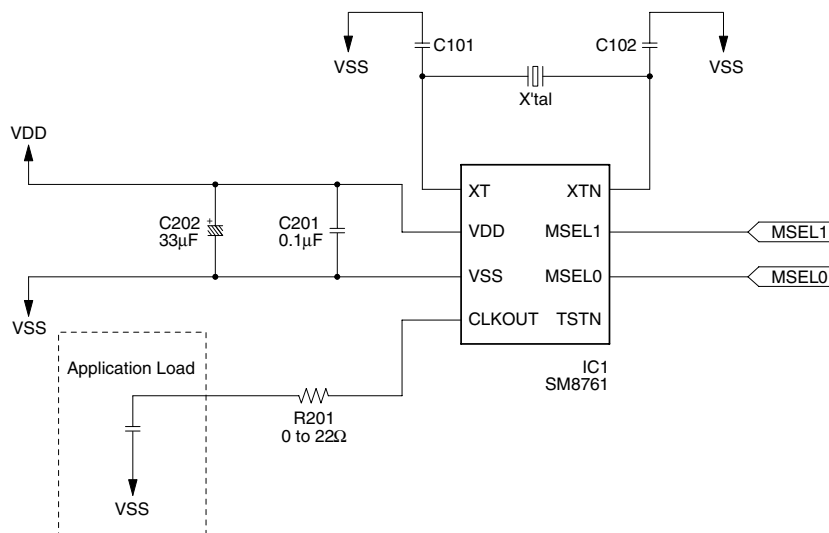 C101
C102
VSS
VSS
X'tal
VDD
XT
XTN
C202
33µF
+
C201
0.1µF
VDD
MSEL1
MSEL1
VSS
MSEL0
MSEL0
VSS
CLKOUT
TSTN
Application Load
IC1
SM8761
R201
0 to 22Ω
VSS